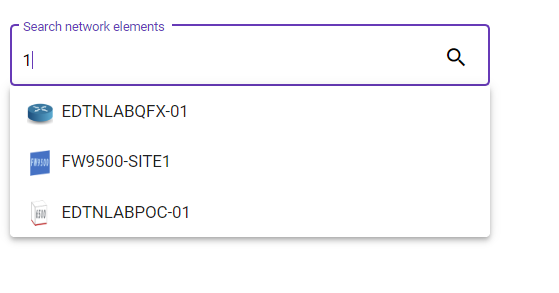 Search network elements
1
EDTNLABQFX-01
FW9500
FW9500-SITE1
EDTNLABPOC-01